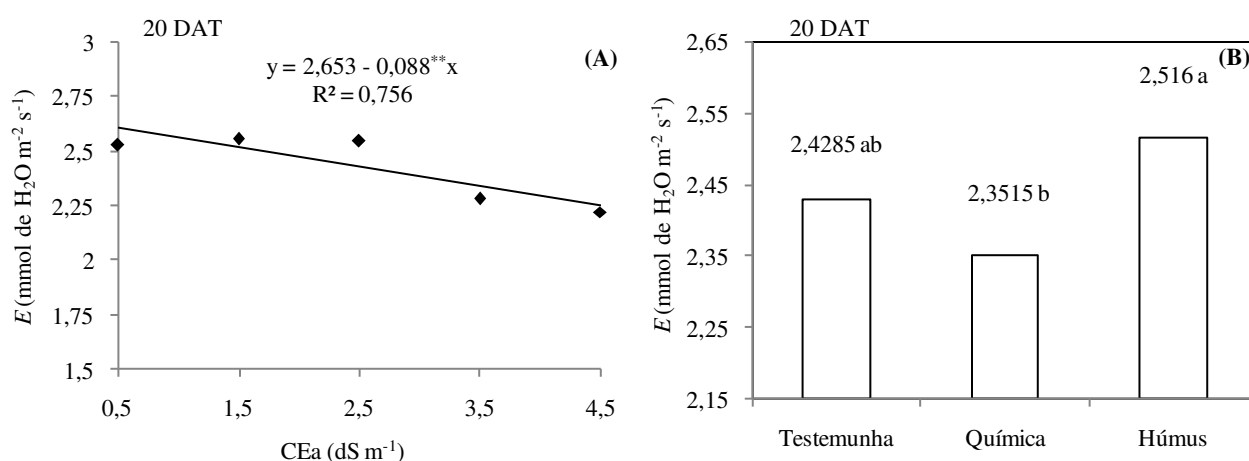 20 DAT
(A)
y = 2,653 - 0,088**x
R² = 0,756
3
2,75
2,5
2,25
2
1,75
1,5
E (mmol de H₂O m⁻² s⁻¹)
0,5 1,5 2,5 3,5 4,5
CEa (dS m⁻¹)
20 DAT
(B)
2,65
2,55
2,45
2,35
2,25
2,15
E (mmol de H₂O m⁻² s⁻¹)
2,4285 ab
2,3515 b
2,516 a
Testemunha Química Húmus